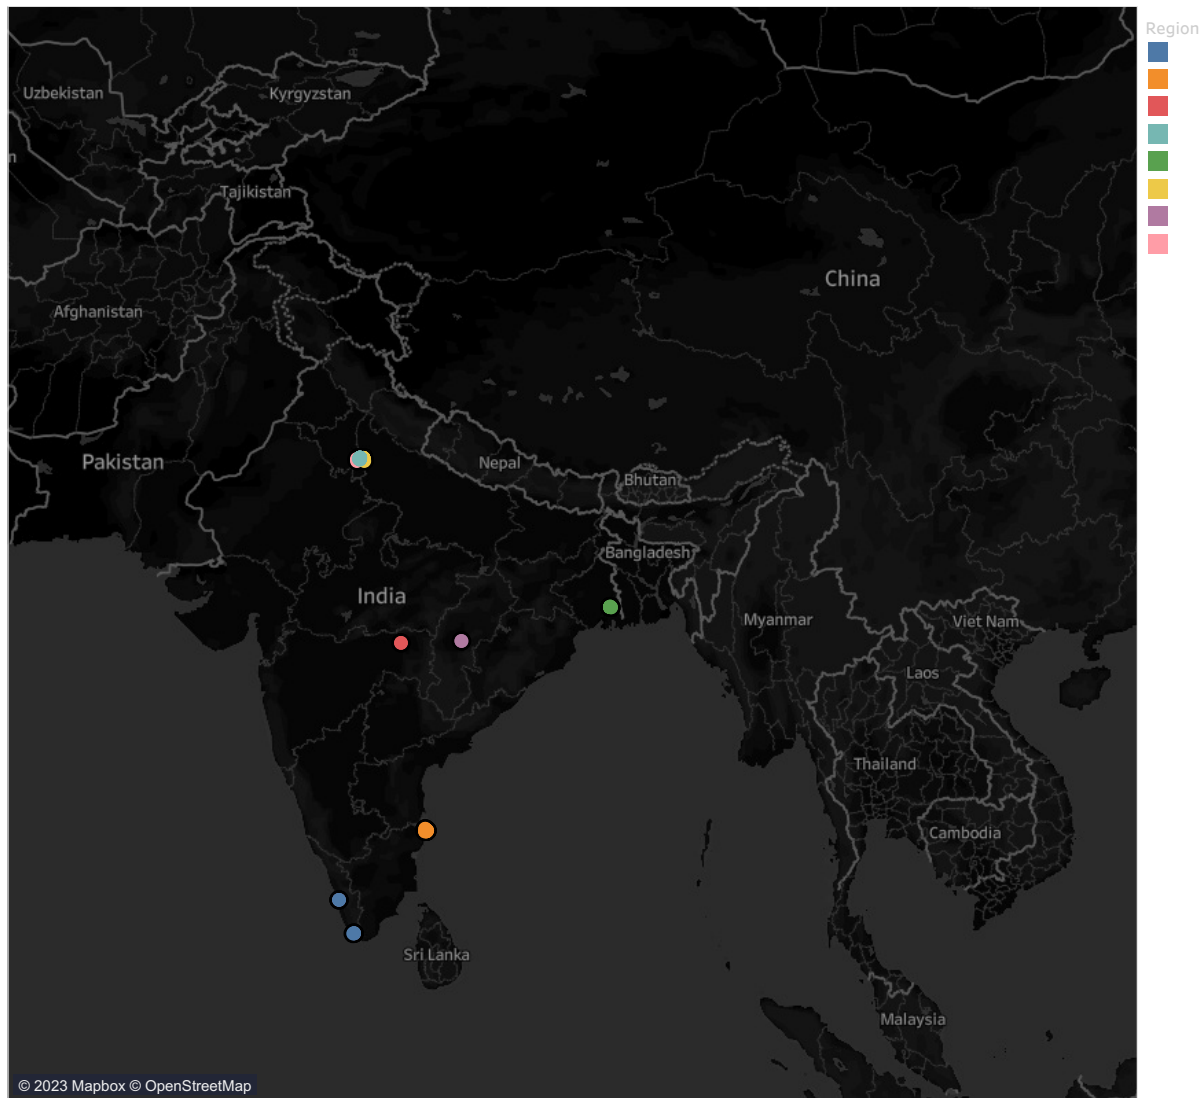 Region
Uzbekistan
Kyrgyzstan
n
Tajikistan
China
Afghanistan
Pakistan
Nepal
Bhutan
Bangladesh
India
Myanmar
Viet Nam
Laos
Thailand
Cambodia
Sri Lanka
Malaysia
© 2023 Mapbox © OpenStreetMap